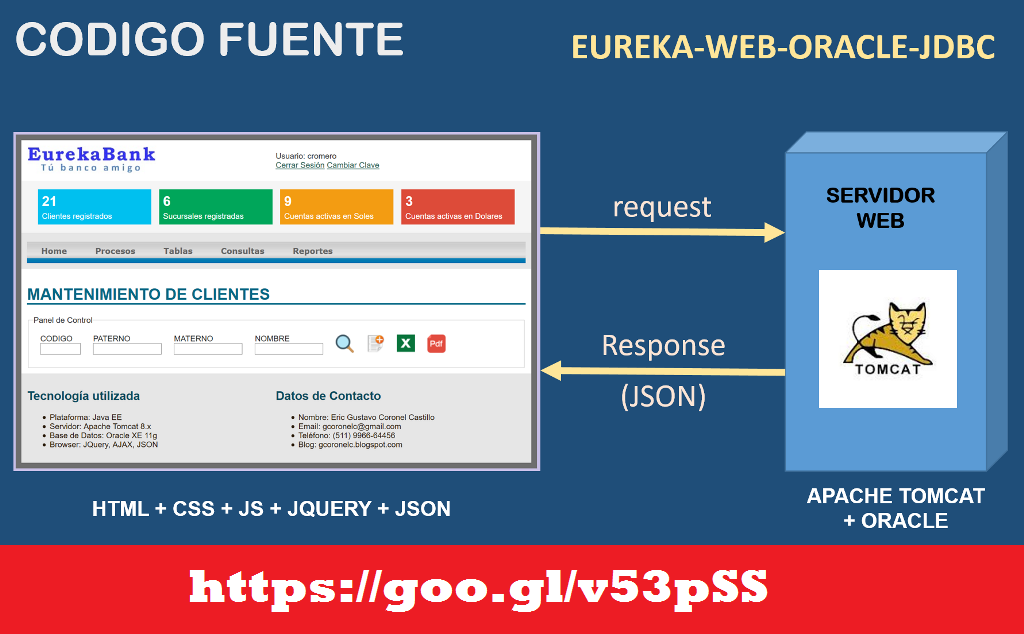 CODIGO FUENTE
EUREKA-WEB-ORACLE-JDBC
EurekaBank
Tú banco amigo
Usuario: cromero
Cerrar Sesión Cambiar Clave
21
Clientes registrados
6
Sucursales registradas
9
Cuentas activas en Soles
3
Cuentas activas en Dolares
Home Procesos Tablas Consultas Reportes
MANTENIMIENTO DE CLIENTES
Panel de Control
CODIGO PATERNO MATERNO NOMBRE
X
Pdf
Tecnología utilizada
Plataforma: Java EE
Servidor: Apache Tomcat 8.x
Base de Datos: Oracle XE 11g
Browser: JQuery, AJAX, JSON
Datos de Contacto
Nombre: Eric Gustavo Coronel Castillo
Email: gcoronelc@gmail.com
Teléfono: (511) 9966-64456
Blog: gcoronelc.blogspot.com
HTML + CSS + JS + JQUERY + JSON
request
Response
(JSON)
SERVIDOR
WEB
TOMCAT
APACHE TOMCAT
+ ORACLE
https://goo.gl/v53pSS